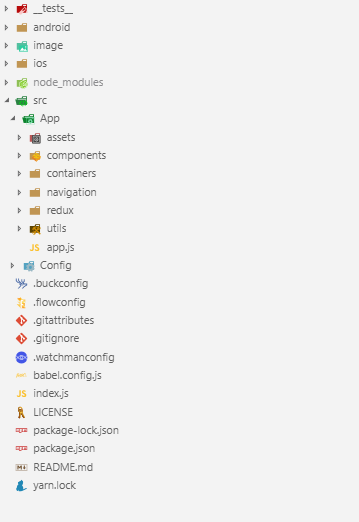 __tests__
android
image
ios
node_modules
src
App
assets
components
containers
navigation
redux
utils
JS app.js
Config
.buckconfig
.flowconfig
.gitattributes
.gitignore
.watchmanconfig
babel.config.js
JS index.js
LICENSE
package-lock.json
package.json
README.md
yarn.lock